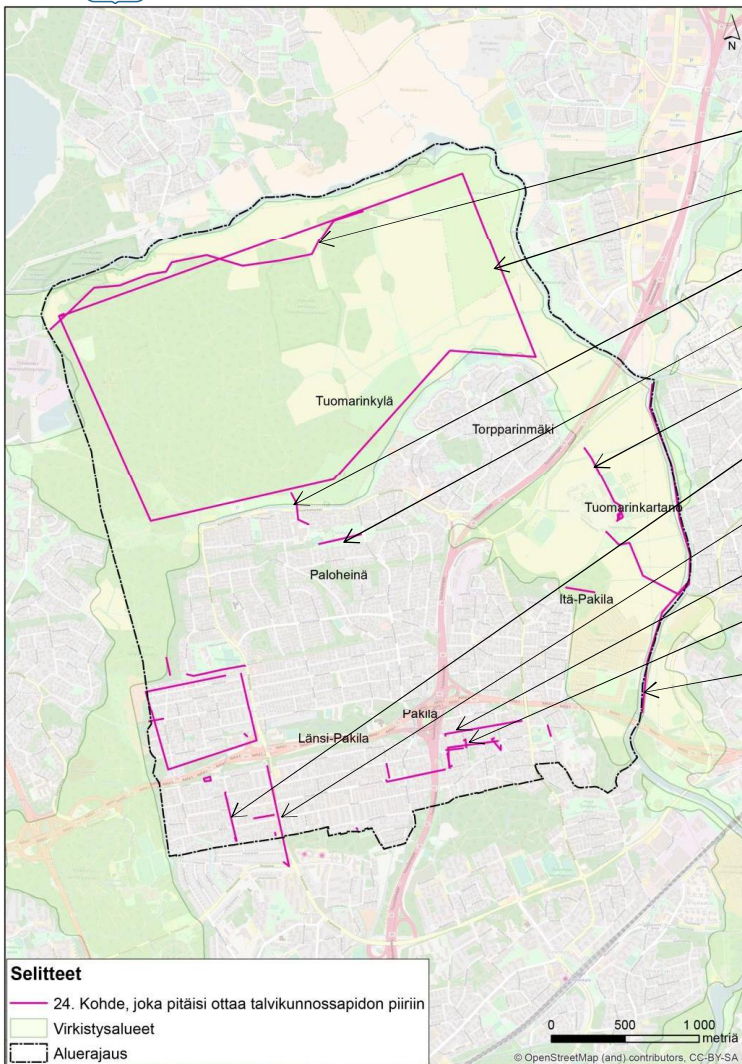 N
Tuomarinkylä
Torpparinmäki
Tuomarinkartano
Paloheinä
Itä-Pakila
Pakila
Länsi-Pakila
Selitteet
24. Kohde, joka pitäisi ottaa talvikunnossapidon piiriin
Virkistysalueet
Aluerajaus
0 500 1 000
metriä
© OpenStreetMap (and) contributors, CC-BY-SA